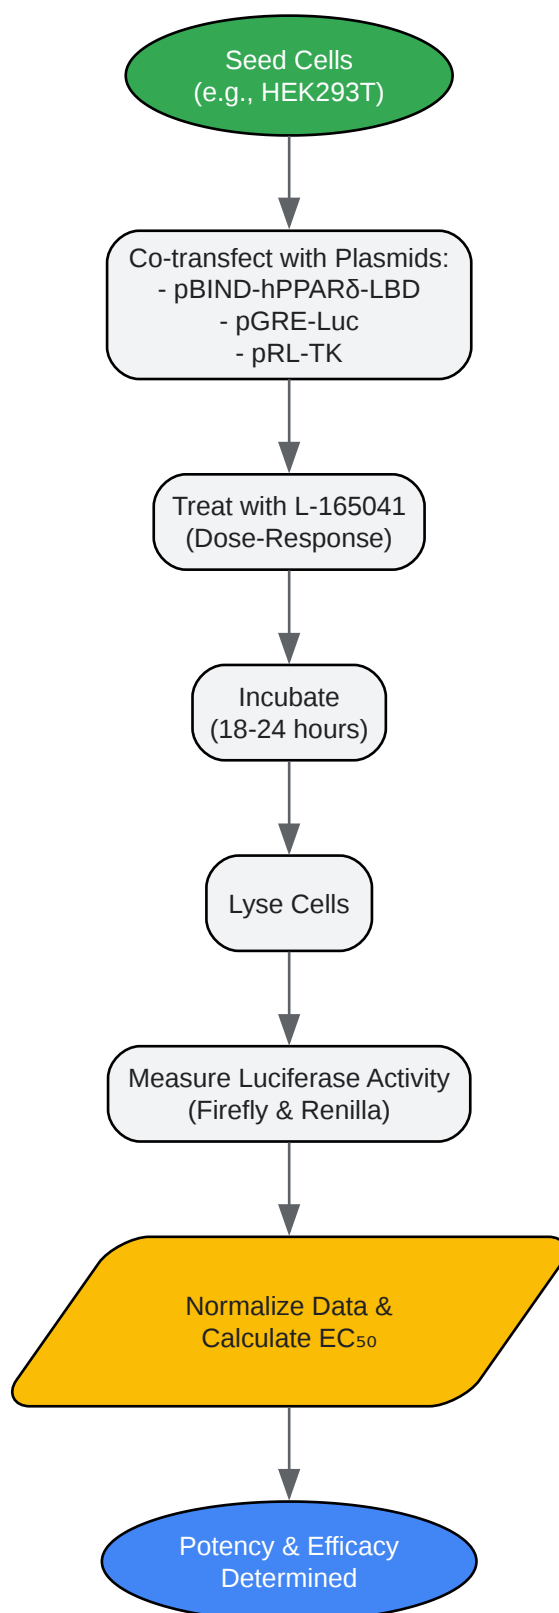 Seed Cells
(e.g., HEK293T)
Co-transfect with Plasmids:
- pBIND-hPPARδ-LBD
- pGRE-Luc
- pRL-TK
Treat with L-165041
(Dose-Response)
Incubate
(18-24 hours)
Lyse Cells
Measure Luciferase Activity
(Firefly & Renilla)
Normalize Data &
Calculate EC₅₀
Potency & Efficacy
Determined